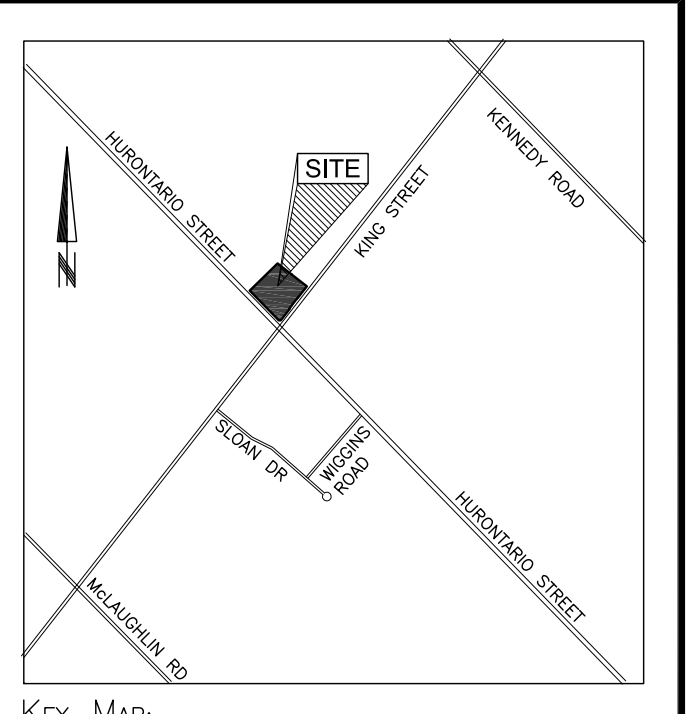 HURONTARIO STREET
KENNEDY ROAD
SITE
KING STREET
N
SLOAN DR
WIGGINS
ROAD
HURONTARIO STREET
McLAUGHLIN RD
KEY MAP: